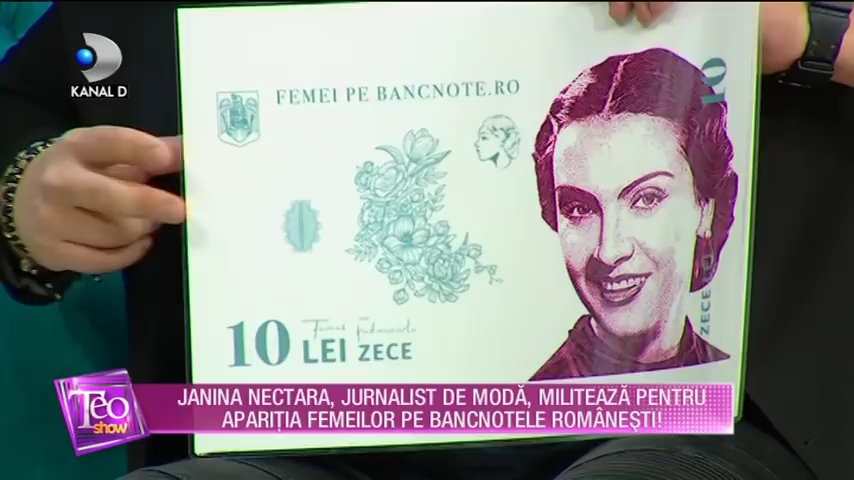 KANAL D
FEMEI PE BANCNOTE.RO
10
10 LEI ZECE
ZECE LEI
Teo
show
JANINA NECTARA, JURNALIST DE MODĂ, MILITEAZĂ PENTRU
APARIȚIA FEMEILOR PE BANCNOTELE ROMÂNEȘTI!